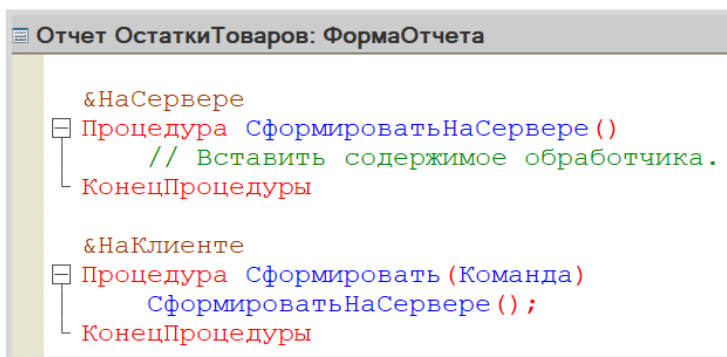 Отчет ОстаткиТоваров: ФормаОтчета
&НаСервере
Процедура СформироватьНаСервере()
// Вставить содержимое обработчика.
КонецПроцедуры
&НаКлиенте
Процедура Сформировать(Команда)
СформироватьНаСервере();
КонецПроцедуры